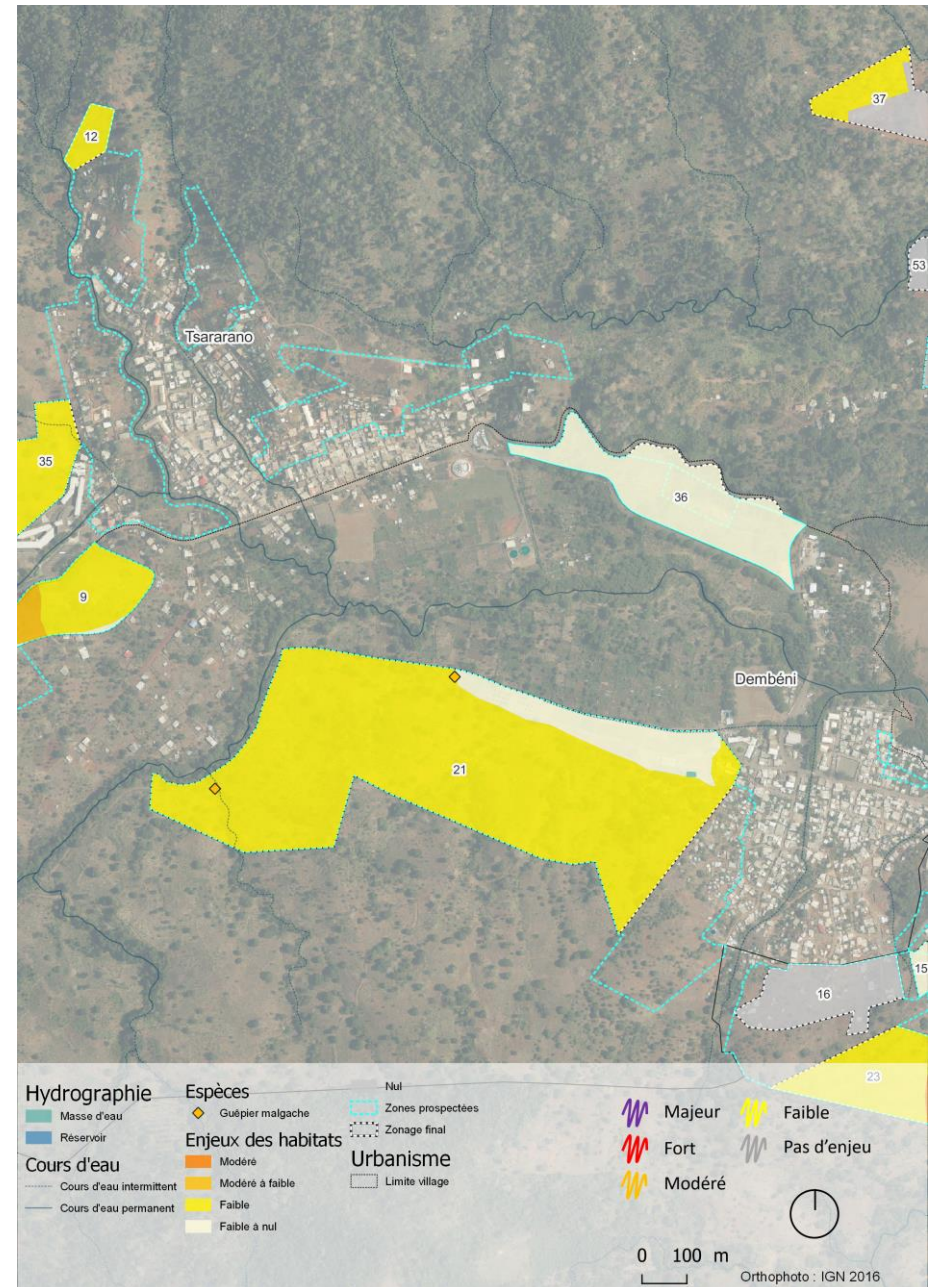 37
12
53
Tsararano
35
36
9
Dembéni
21
15
16
23
Hydrographie
Masse d'eau
Réservoir
Cours d'eau
Cours d'eau intermittent
Cours d'eau permanent
Espèces
Guêpier malgache
Enjeux des habitats
Modéré
Modéré à faible
Faible
Faible à nul
Nul
Zones prospectées
Zonage final
Urbanisme
Limite village
Majeur
Fort
Modéré
Faible
Pas d'enjeu
0 100 m
Orthophoto : IGN 2016